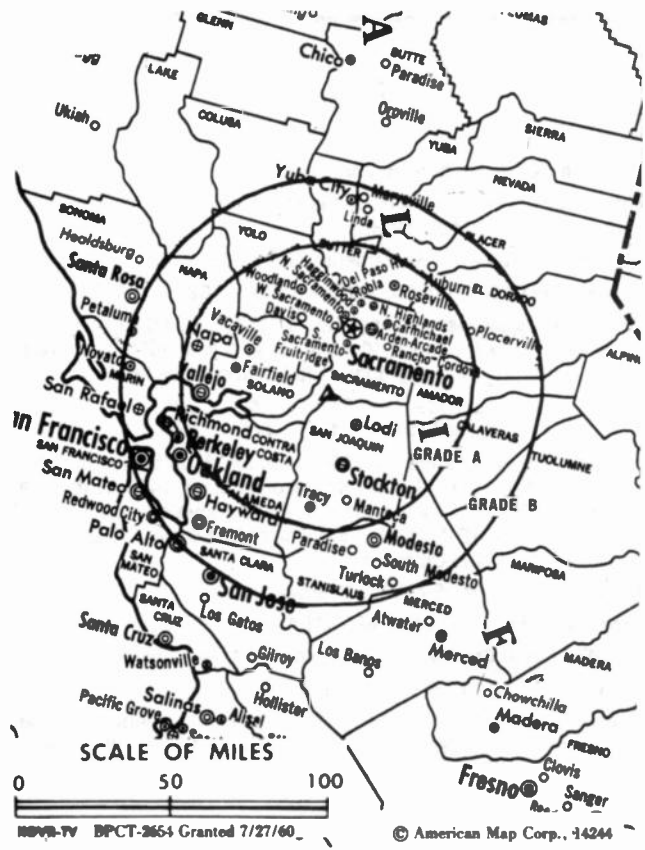 GLENN
A
BUTTE
Chico
Paradise
LAKE
Ukiah
COLUSA
Oroville
SIERRA
YUBA
NEVADA
Yuba City
Marysville
Linda
L
PLACER
SONOMA
YOLO
SUTTER
Healdsburg
Santa Rosa
NAPA
Del Paso
Robla
Auburn
EL DORADO
Woodland
N. Sacramento
Roseville
W. Sacramento
N. Highlands
Davis
Carmichael
Petaluma
Vacaville
Arden-Arcade
Placerville
Napa
S. Sacramento-
Fruitridge
Rancho-Cordova
Sacramento
Novato
MARIN
Fairfield
ALPINE
Vallejo
SOLANO
SACRAMENTO
AMADOR
San Rafael
Richmond
CONTRA
COSTA
Lodi
SAN JOAQUIN
I
CALAVERAS
San Francisco
SAN FRANCISCO
Berkeley
Oakland
GRADE A
TUOLUMNE
Stockton
San Mateo
ALAMEDA
Hayward
Tracy
Manteca
GRADE B
Redwood City
Fremont
Palo Alto
Paradise
Modesto
SAN
MATEO
SANTA CLARA
South Modesto
Turlock
STANISLAUS
MARIPOSA
San Jose
SANTA
CRUZ
Los Gatos
MERCED
Atwater
F
Santa Cruz
Merced
Watsonville
Gilroy
Los Banos
MADERA
Hollister
Chowchilla
Salinas
Alisal
Pacific Grove
Madera
FRESNO
Clovis
Fresno
Sanger
SCALE OF MILES
0 50 100
KOVR-TV BPCT-2654 Granted 7/27/60
© American Map Corp., 14244